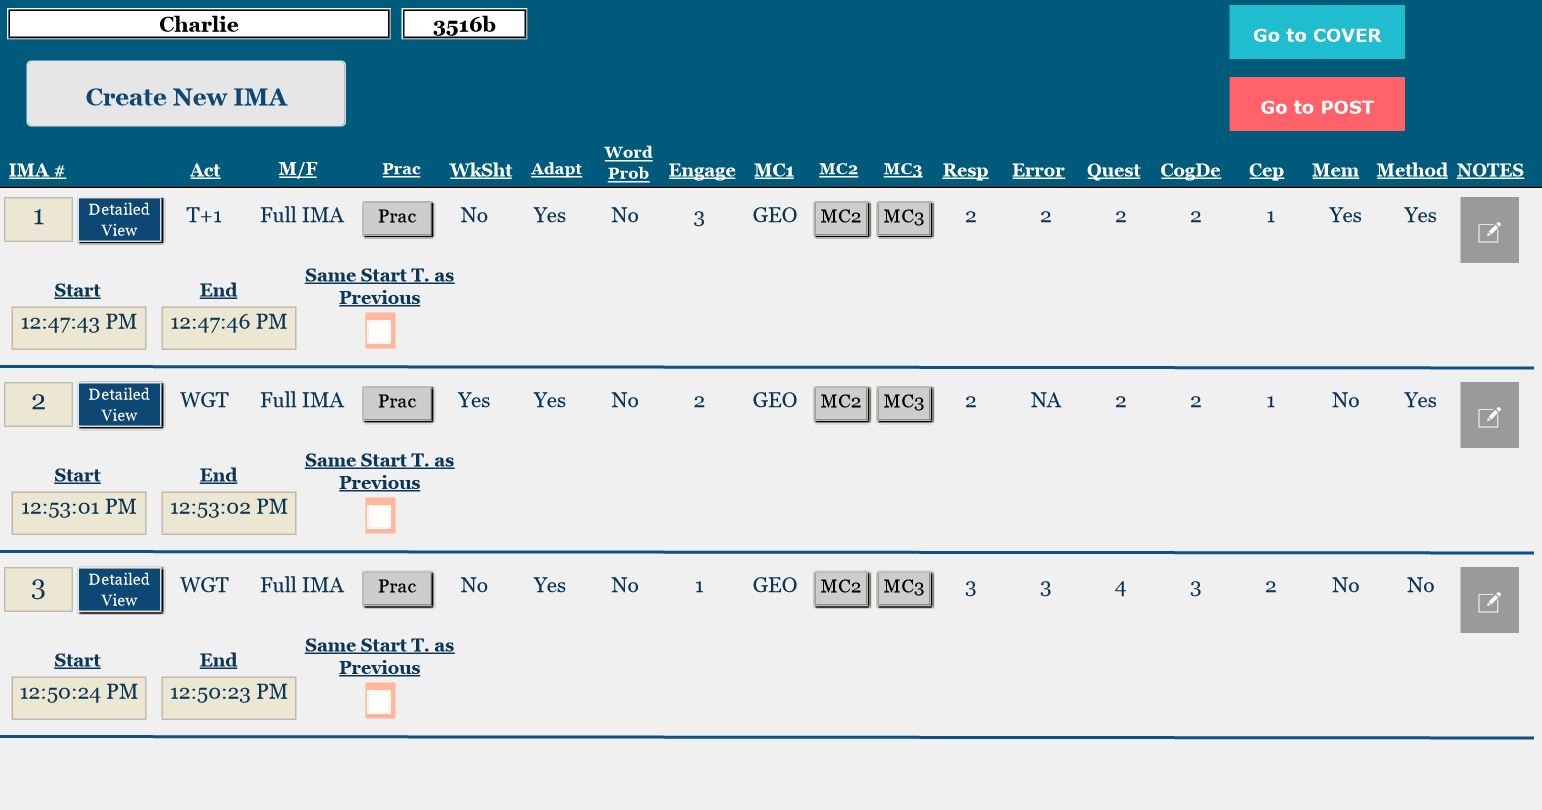 Charlie 3516b Go to COVER
Create New IMA Go to POST
IMA # Act M/F Prac WkSht Adapt Word Prob Engage MC1 MC2 MC3 Resp Error Quest CogDe Cep Mem Method NOTES
1 Detailed View T+1 Full IMA Prac No Yes No 3 GEO MC2 MC3 2 2 2 2 1 Yes Yes
Start End Same Start T. as Previous
12:47:43 PM 12:47:46 PM
2 Detailed View WGT Full IMA Prac Yes Yes No 2 GEO MC2 MC3 2 NA 2 2 1 No Yes
Start End Same Start T. as Previous
12:53:01 PM 12:53:02 PM
3 Detailed View WGT Full IMA Prac No Yes No 1 GEO MC2 MC3 3 3 4 3 2 No No
Start End Same Start T. as Previous
12:50:24 PM 12:50:23 PM